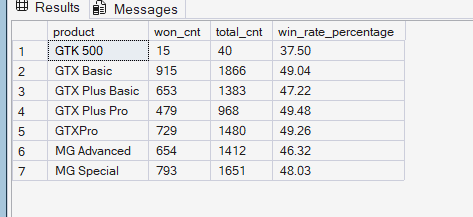 Results Messages
product won_cnt total_cnt win_rate_percentage
1 GTK 500 15 40 37.50
2 GTX Basic 915 1866 49.04
3 GTX Plus Basic 653 1383 47.22
4 GTX Plus Pro 479 968 49.48
5 GTXPro 729 1480 49.26
6 MG Advanced 654 1412 46.32
7 MG Special 793 1651 48.03